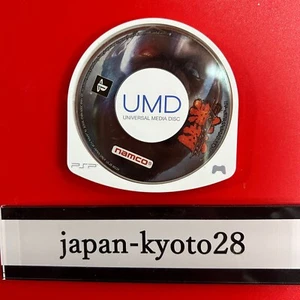 UMD
UNIVERSAL MEDIA DISC
namco
PSP
japan-kyoto28